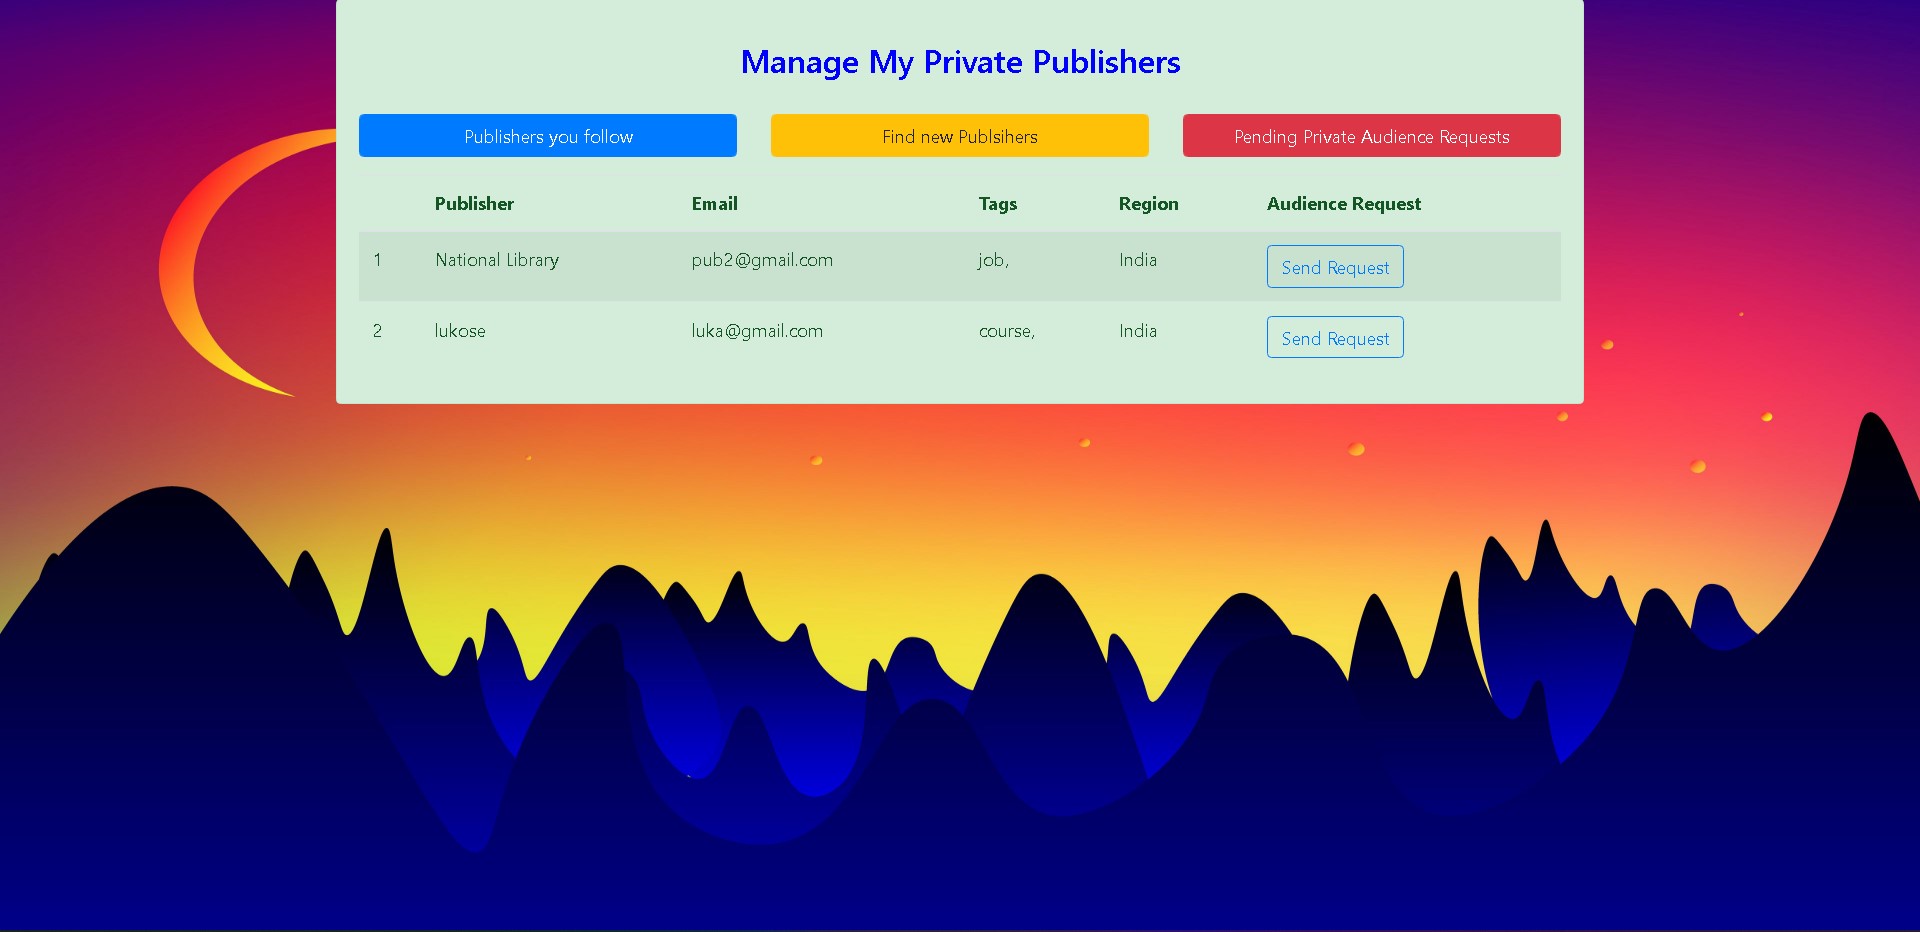 Manage My Private Publishers
Publishers you follow Find new Publsihers Pending Private Audience Requests
Publisher Email Tags Region Audience Request
1 National Library pub2@gmail.com job, India Send Request
2 lukose luka@gmail.com course, India Send Request